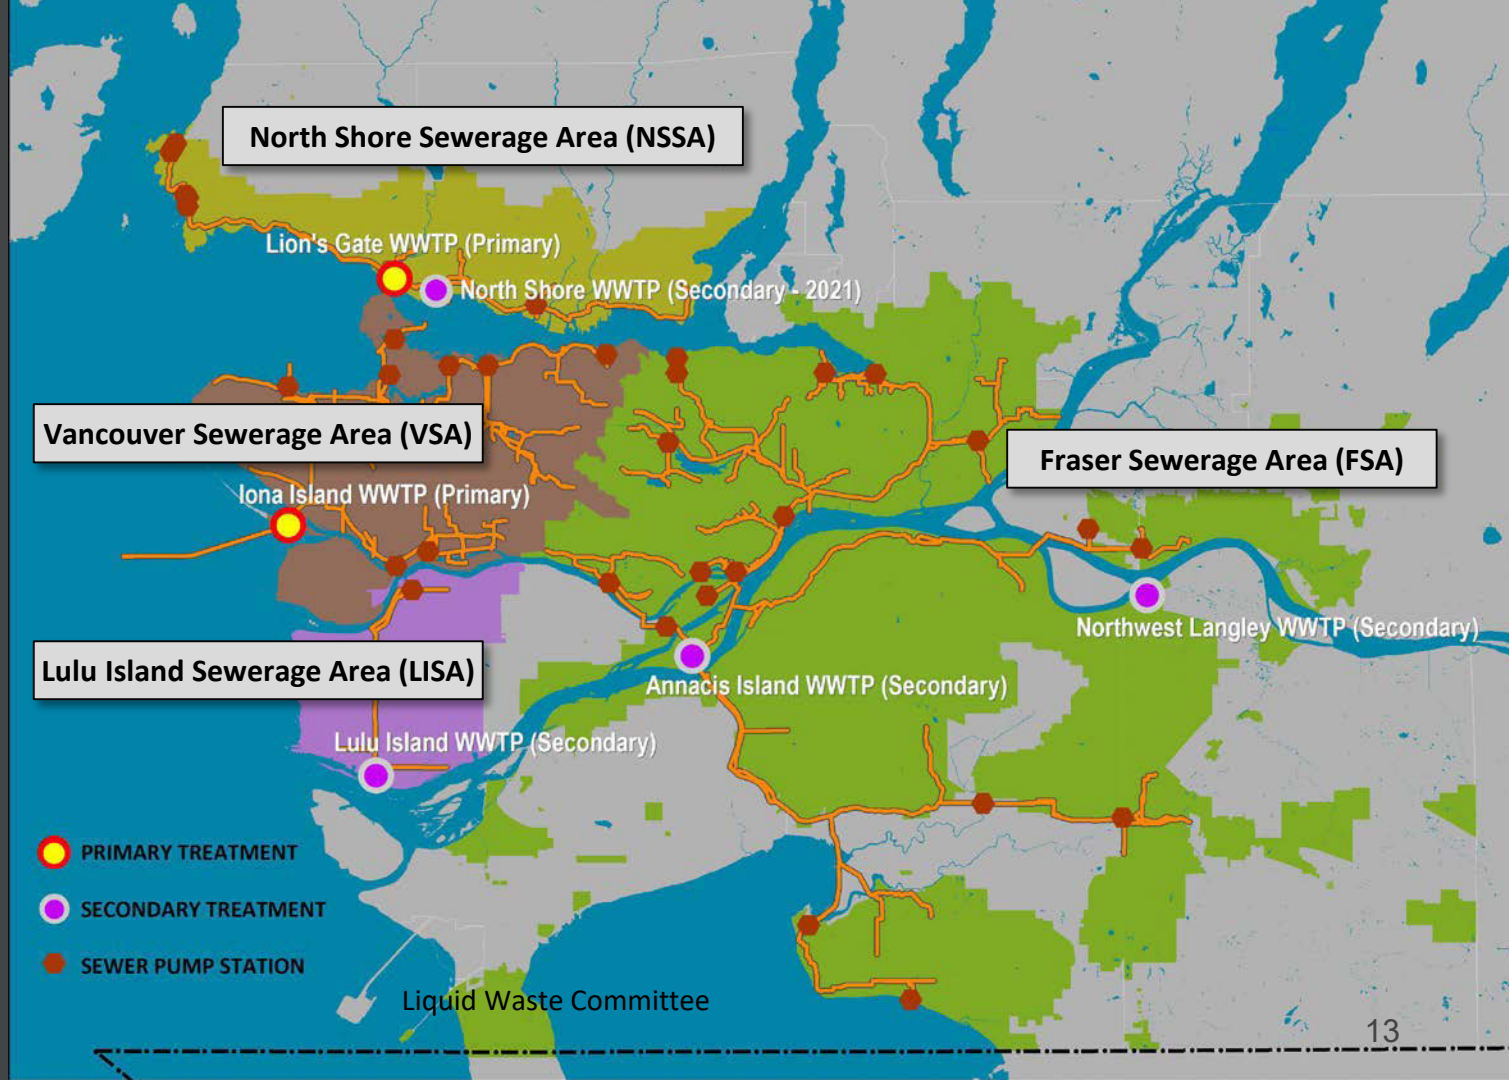 North Shore Sewerage Area (NSSA)
Lion's Gate WWTP (Primary)
North Shore WWTP (Secondary - 2021)
Vancouver Sewerage Area (VSA)
Fraser Sewerage Area (FSA)
Iona Island WWTP (Primary)
Northwest Langley WWTP (Secondary)
Lulu Island Sewerage Area (LISA)
Annacis Island WWTP (Secondary)
Lulu Island WWTP (Secondary)
PRIMARY TREATMENT
SECONDARY TREATMENT
SEWER PUMP STATION
Liquid Waste Committee
13